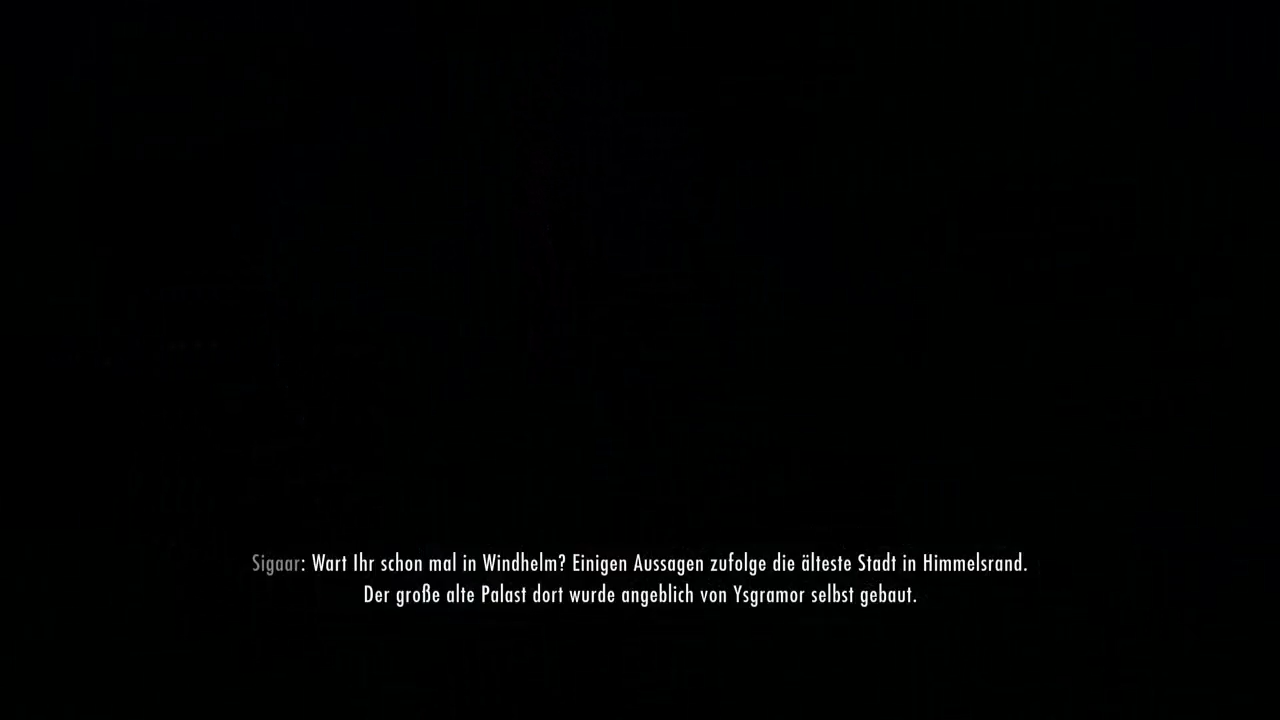 Sigaar: Wart Ihr schon mal in Windhelm? Einigen Aussagen zufolge die älteste Stadt in Himmelsrand.
Der große alte Palast dort wurde angeblich von Ysgramor selbst gebaut.